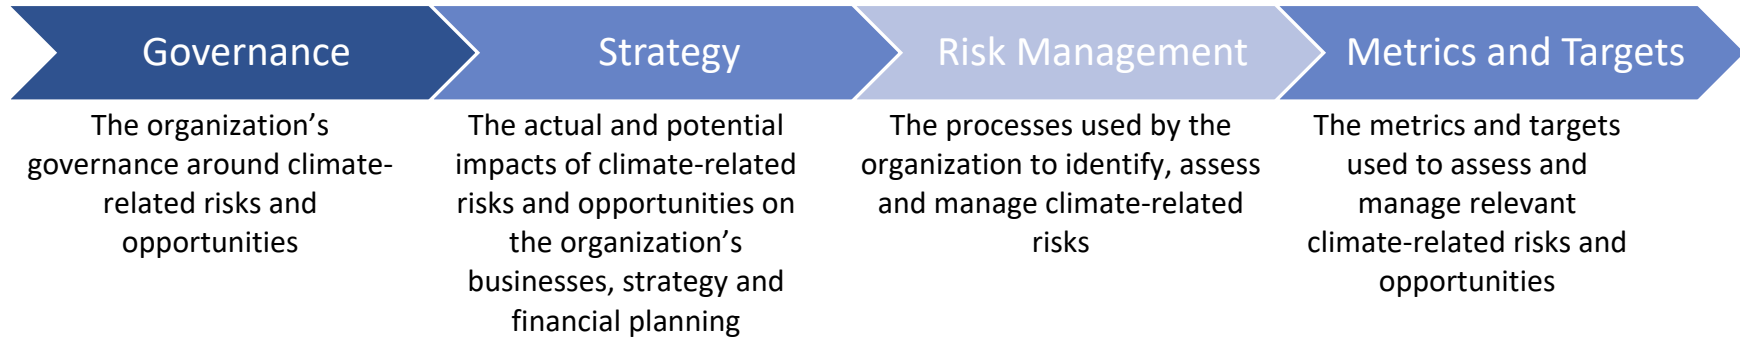 Governance
The organization’s
governance around climate-
related risks and
opportunities
Strategy
The actual and potential
impacts of climate-related
risks and opportunities on
the organization’s
businesses, strategy and
financial planning
Risk Management
The processes used by the
organization to identify, assess
and manage climate-related
risks
Metrics and Targets
The metrics and targets
used to assess and
manage relevant
climate-related risks and
opportunities